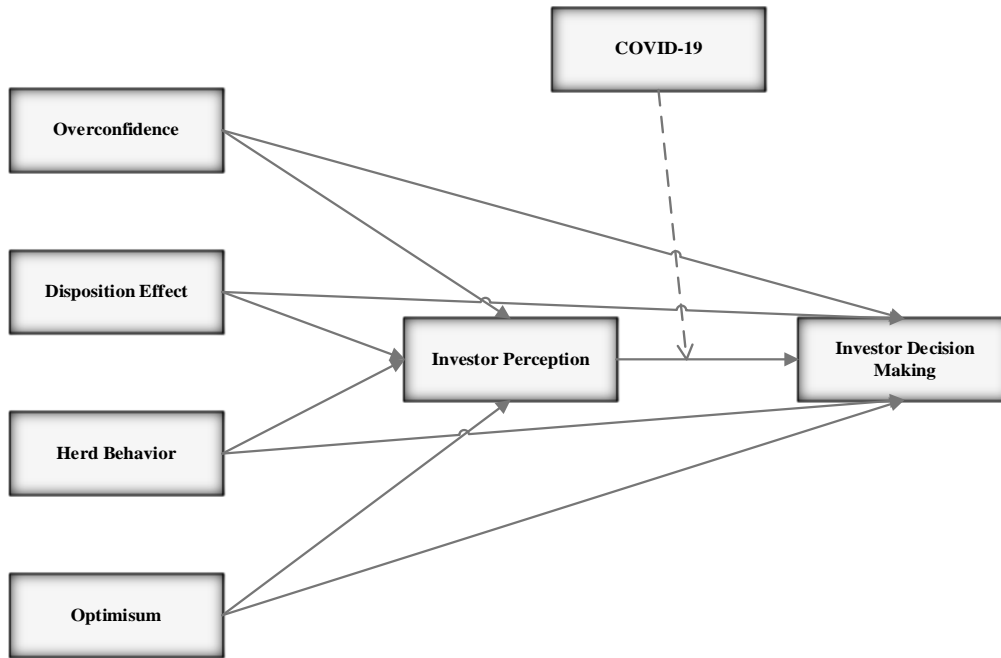 COVID-19
Overconfidence
Disposition Effect
Investor Perception
Investor Decision
Making
Herd Behavior
Optimisum